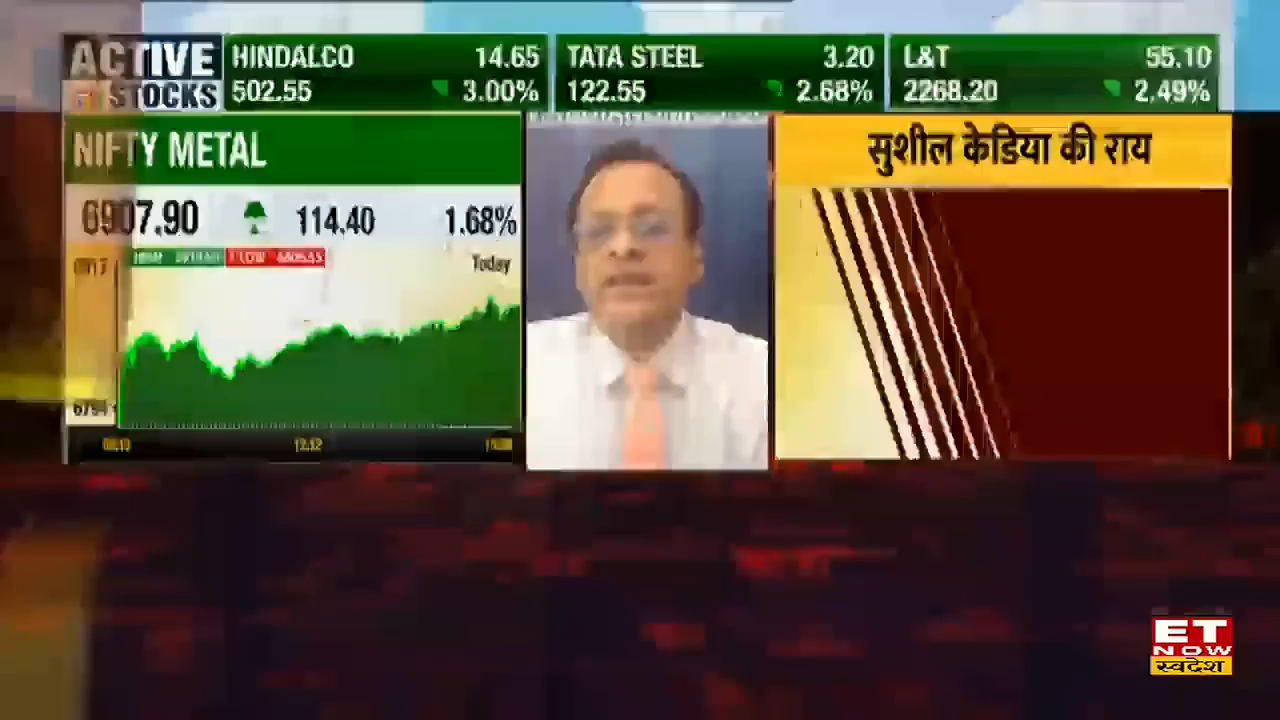 ACTIVE
STOCKS
HINDALCO 14.65
502.55 3.00%
TATA STEEL 3.20
122.55 2.68%
L&T 55.10
2268.20 2.49%
NIFTY METAL
6907.90 114.40 1.68%
Today
सुशील केडिया की राय
ET
NOW
स्वदेश